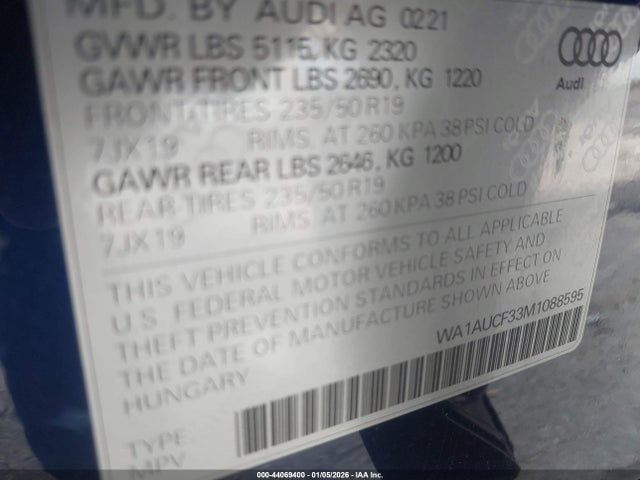 MFD. BY AUDI AG 0221
GVWR LBS 5115, KG 2320
GAWR FRONT LBS 2690, KG 1220
FRONT-TIRES 235/50 R19
7JX19 RIMS, AT 260 KPA 38 PSI COLD
GAWR REAR LBS 2646, KG 1200
REAR-TIRES 235/50 R19
7JX19 RIMS, AT 260 KPA 38 PSI COLD
Audi
THIS VEHICLE CONFORMS TO ALL APPLICABLE
U.S. FEDERAL MOTOR VEHICLE SAFETY AND
THEFT PREVENTION STANDARDS IN EFFECT ON
THE DATE OF MANUFACTURE SHOWN ABOVE
HUNGARY
WA1AUCF33M1088595
TYPE
MPV
000-44069400 - 01/05/2026 - IAA Inc.